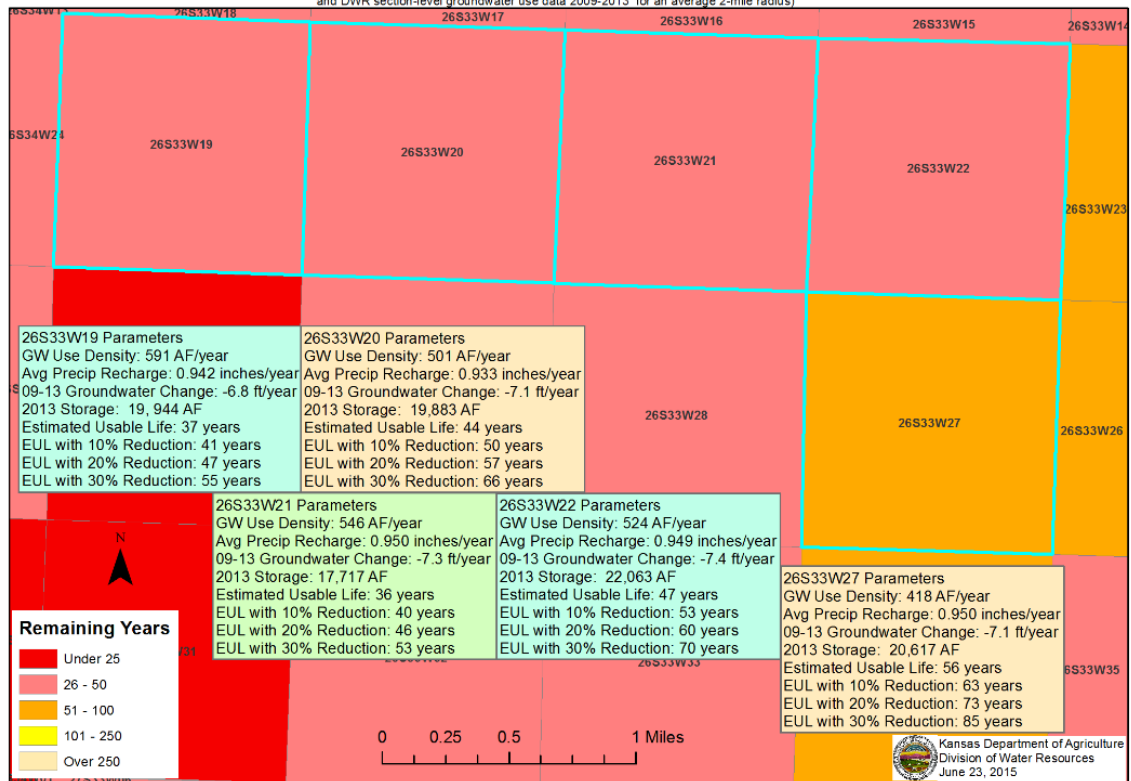 and DWR section-level groundwater use data 2009-2013 for an average 2-mile radius)
26S33W18
26S33W17
26S33W16
26S33W15
26S33W14
26S33W19
26S33W20
26S33W21
26S33W22
26S33W23
26S33W19 Parameters
GW Use Density: 591 AF/year
Avg Precip Recharge: 0.942 inches/year
09-13 Groundwater Change: -6.8 ft/year
2013 Storage: 19, 944 AF
Estimated Usable Life: 37 years
EUL with 10% Reduction: 41 years
EUL with 20% Reduction: 47 years
EUL with 30% Reduction: 55 years
26S33W20 Parameters
GW Use Density: 501 AF/year
Avg Precip Recharge: 0.933 inches/year
09-13 Groundwater Change: -7.1 ft/year
2013 Storage: 19,883 AF
Estimated Usable Life: 44 years
EUL with 10% Reduction: 50 years
EUL with 20% Reduction: 57 years
EUL with 30% Reduction: 66 years
26S33W28
26S33W27
26S33W26
26S33W21 Parameters
GW Use Density: 546 AF/year
Avg Precip Recharge: 0.950 inches/year
09-13 Groundwater Change: -7.3 ft/year
2013 Storage: 17,717 AF
Estimated Usable Life: 36 years
EUL with 10% Reduction: 40 years
EUL with 20% Reduction: 46 years
EUL with 30% Reduction: 53 years
26S33W22 Parameters
GW Use Density: 524 AF/year
Avg Precip Recharge: 0.949 inches/year
09-13 Groundwater Change: -7.4 ft/year
2013 Storage: 22,063 AF
Estimated Usable Life: 47 years
EUL with 10% Reduction: 53 years
EUL with 20% Reduction: 60 years
EUL with 30% Reduction: 70 years
26S33W27 Parameters
GW Use Density: 418 AF/year
Avg Precip Recharge: 0.950 inches/year
09-13 Groundwater Change: -7.1 ft/year
2013 Storage: 20,617 AF
Estimated Usable Life: 56 years
EUL with 10% Reduction: 63 years
EUL with 20% Reduction: 73 years
EUL with 30% Reduction: 85 years
6S33W35
N
Remaining Years
Under 25
26 - 50
51 - 100
101 - 250
Over 250
0 0.25 0.5 1 Miles
Kansas Department of Agriculture
Division of Water Resources
June 23, 2015